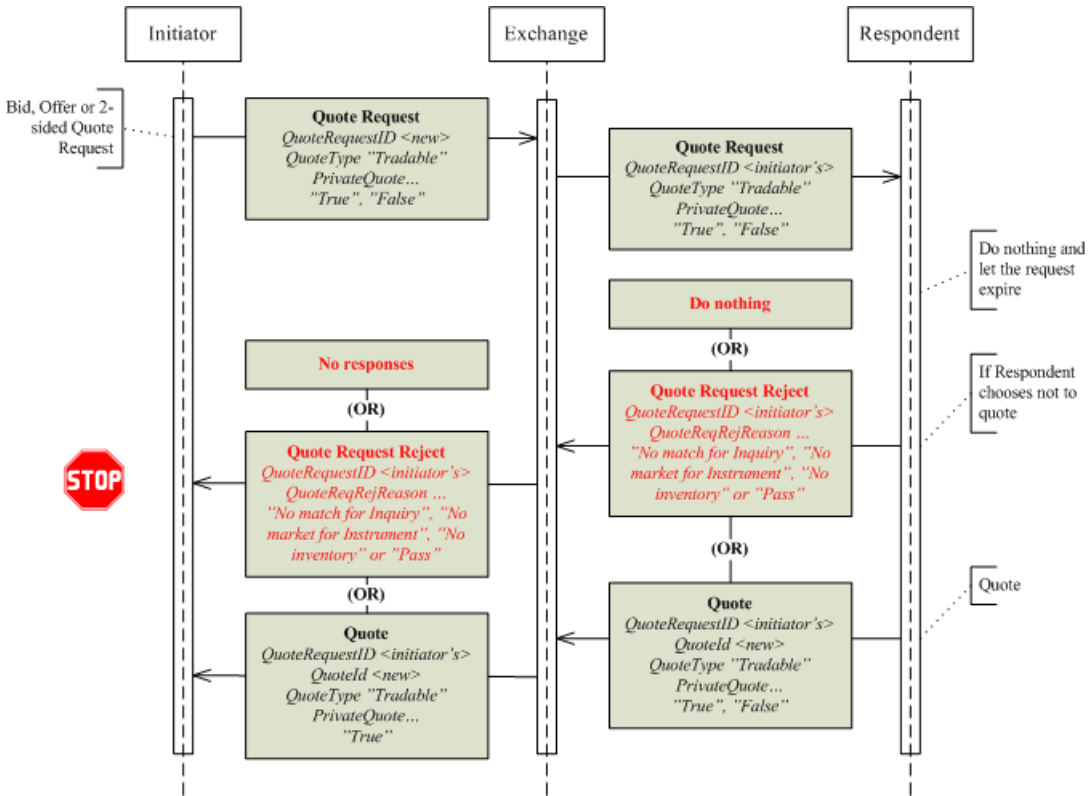 Initiator
Exchange
Respondent
Bid, Offer or 2-
sided Quote
Request
Quote Request
QuoteRequestID <new>
QuoteType "Tradable"
PrivateQuote…
"True", "False"
Quote Request
QuoteRequestID <initiator's>
QuoteType "Tradable"
PrivateQuote…
"True", "False"
Do nothing and
let the request
expire
Do nothing
(OR)
No responses
(OR)
Quote Request Reject
QuoteRequestID <initiator's>
QuoteReqRejReason …
"No match for Inquiry", "No
market for Instrument", "No
inventory" or "Pass"
If Respondent
chooses not to
quote
STOP
Quote Request Reject
QuoteRequestID <initiator's>
QuoteReqRejReason …
"No match for Inquiry", "No
market for Instrument", "No
inventory" or "Pass"
(OR)
(OR)
Quote
QuoteRequestID <initiator's>
QuoteId <new>
QuoteType "Tradable"
PrivateQuote…
"True", "False"
Quote
Quote
QuoteRequestID <initiator's>
QuoteId <new>
QuoteType "Tradable"
PrivateQuote…
"True"